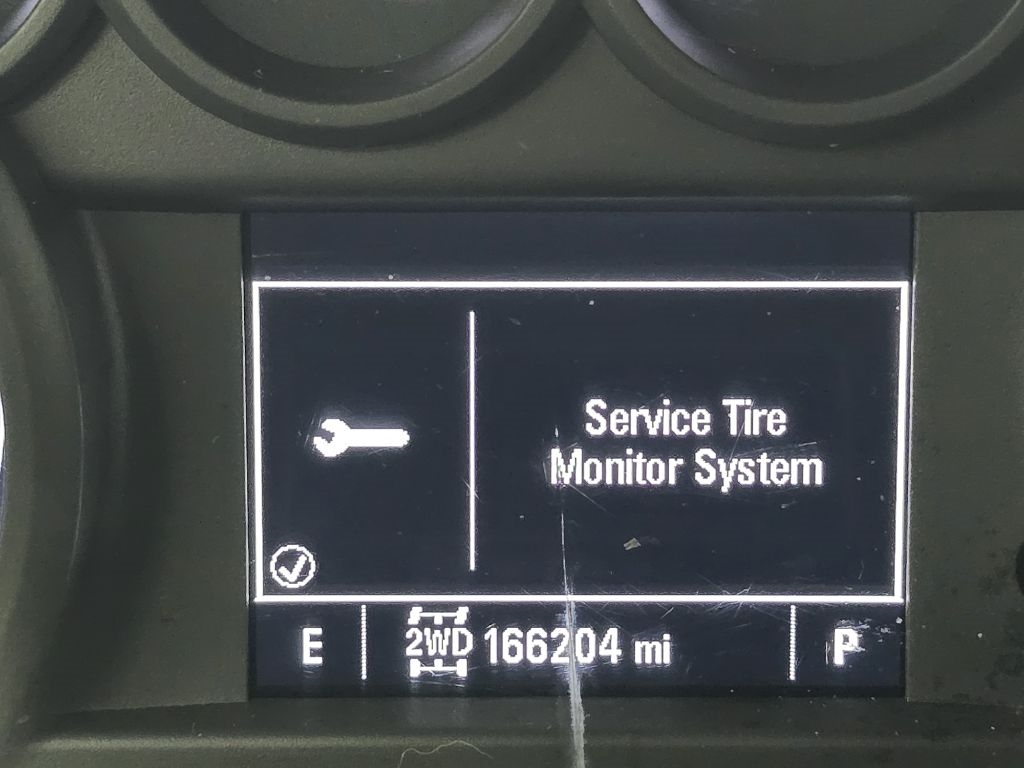 Service Tire
Monitor System
E 2WD 166204 mi P